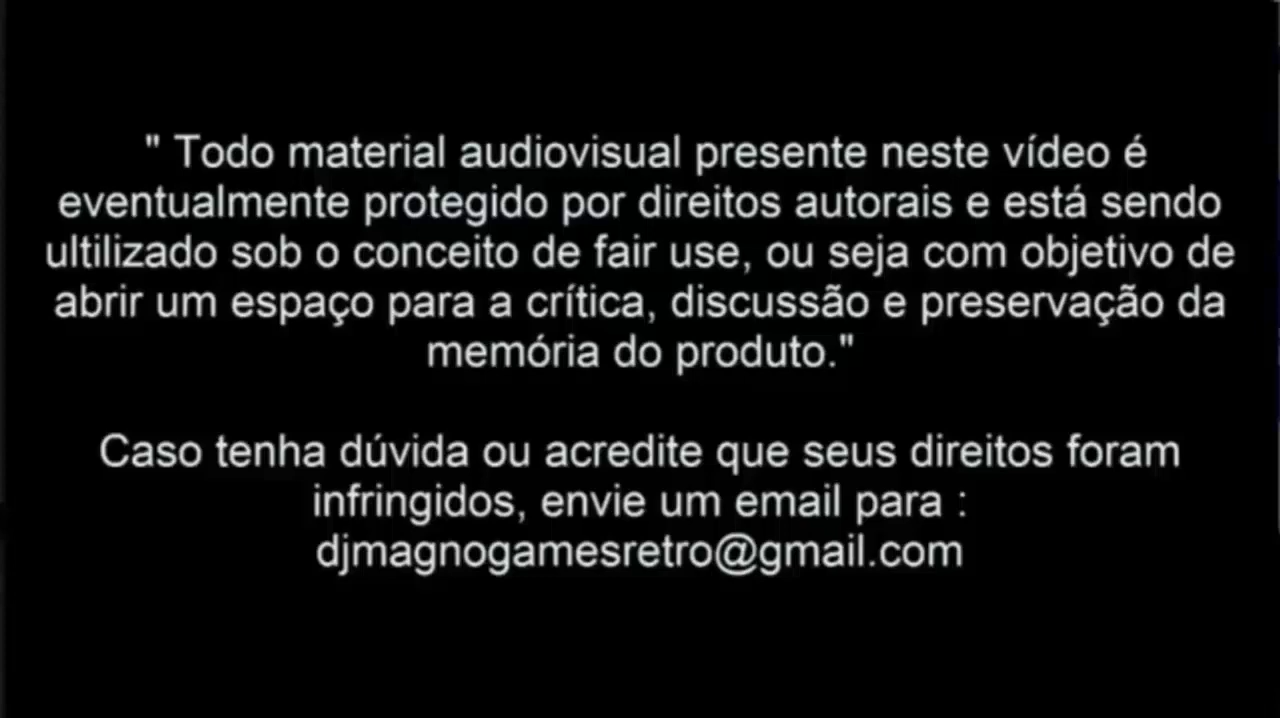 " Todo material audiovisual presente neste vídeo é
eventualmente protegido por direitos autorais e está sendo
ultilizado sob o conceito de fair use, ou seja com objetivo de
abrir um espaço para a crítica, discussão e preservação da
memória do produto."
Caso tenha dúvida ou acredite que seus direitos foram
infringidos, envie um email para :
djmagnogamesretro@gmail.com